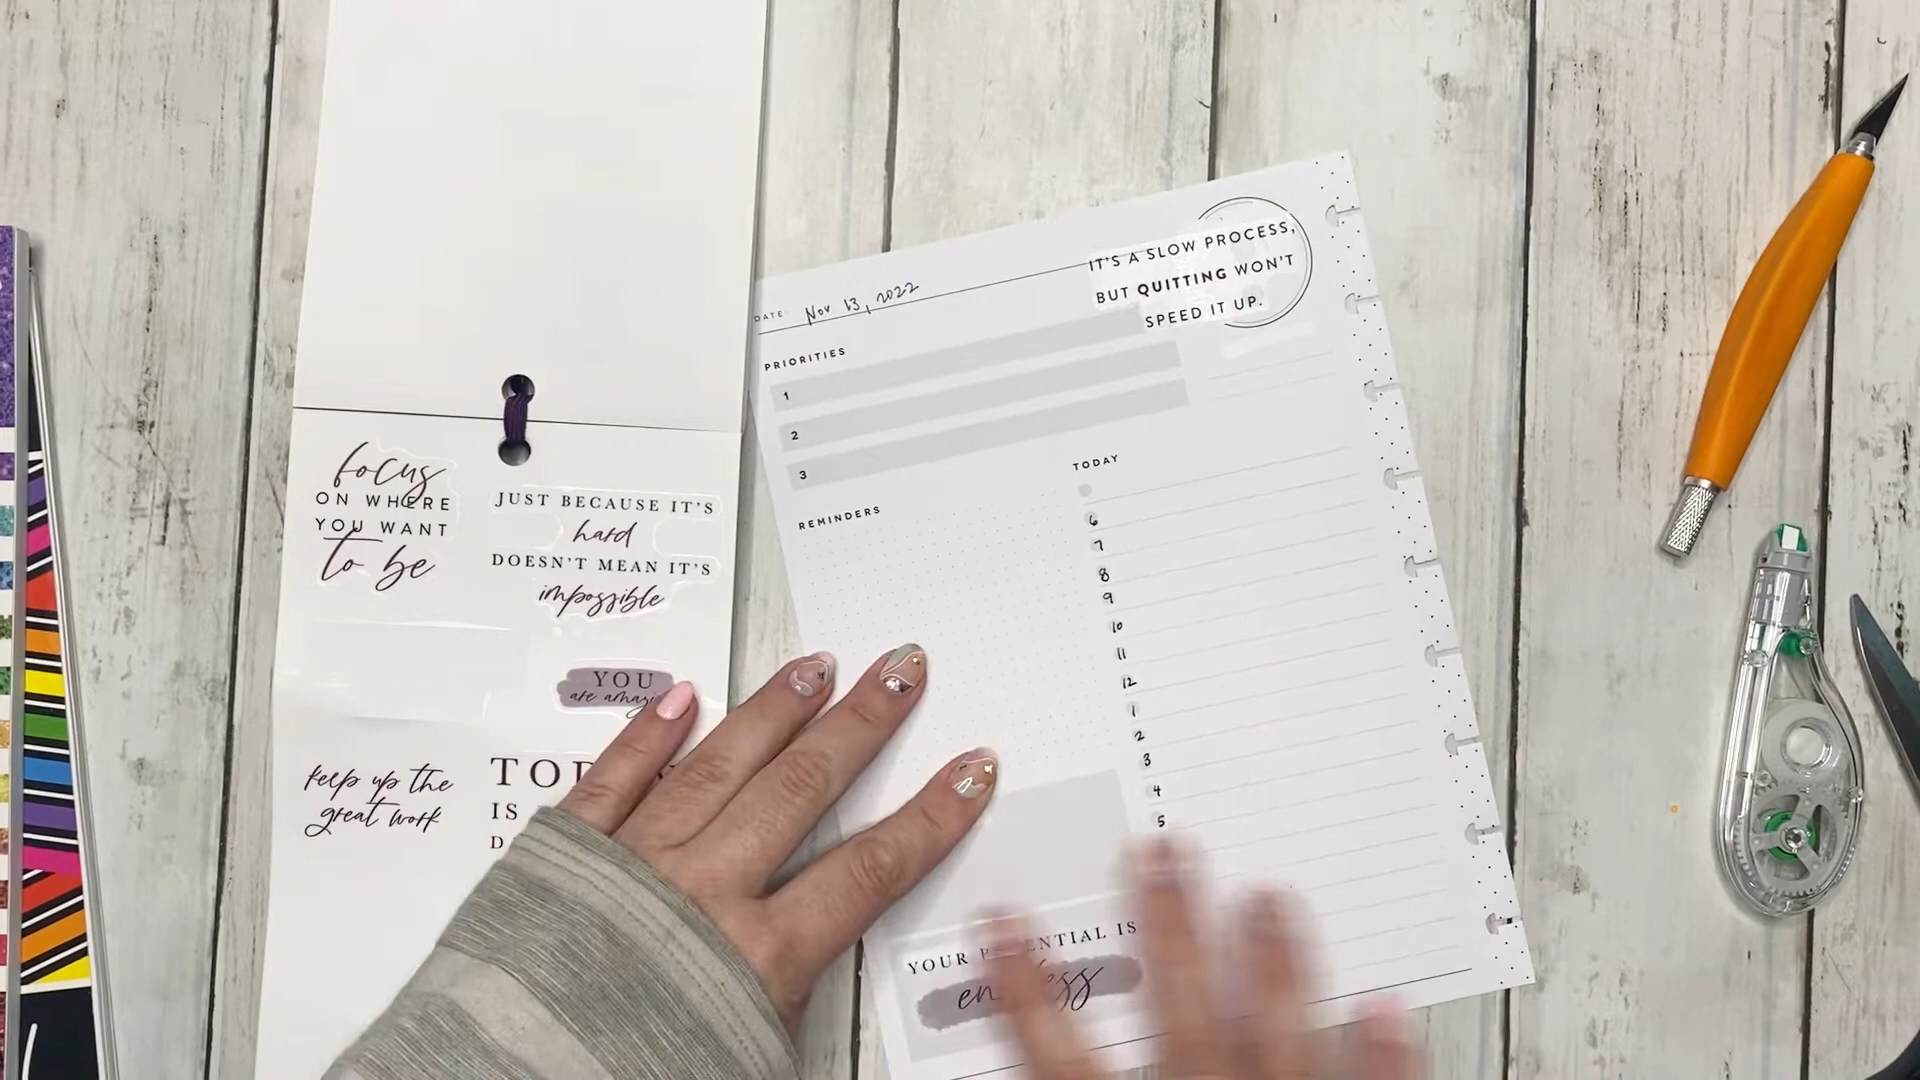 focus
ON WHERE
YOU WANT
to be
JUST BECAUSE IT'S
hard
DOESN'T MEAN IT'S
impossible
YOU
are
keep up the
great work
IS
DATE Nov 13, 2022
IT'S A SLOW PROCESS,
BUT QUITTING WON'T
SPEED IT UP.
PRIORITIES
1
2
3
REMINDERS
TODAY
6
7
8
9
10
11
12
1
2
3
4
5
YOUR IS